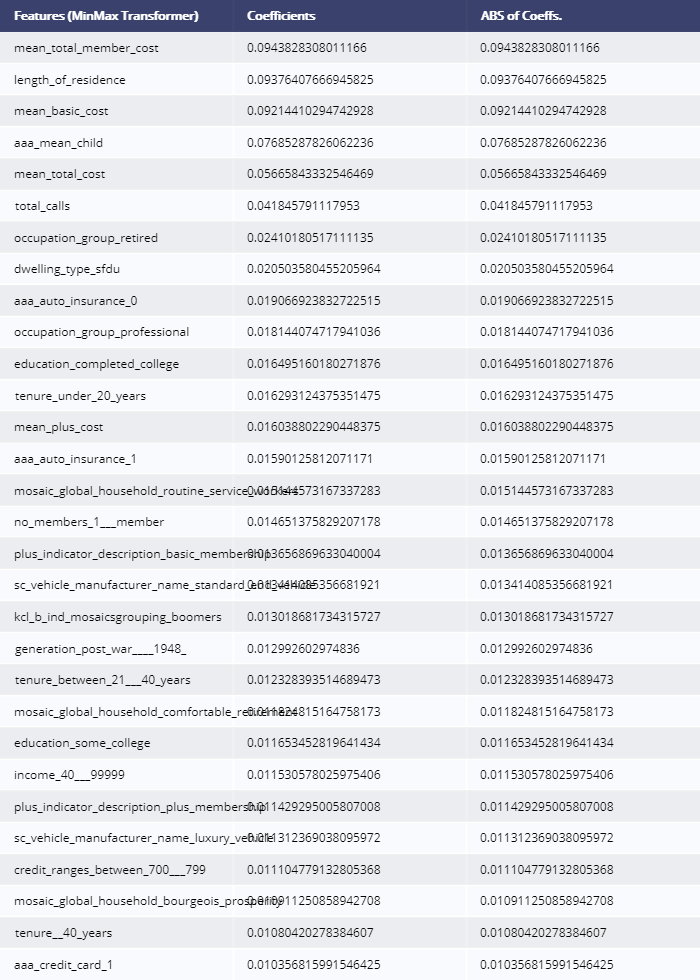 Features (MinMax Transformer) Coefficients ABS of Coeffs.
mean_total_member_cost 0.0943828308011166 0.0943828308011166
length_of_residence 0.09376407666945825 0.09376407666945825
mean_basic_cost 0.09214410294742928 0.09214410294742928
aaa_mean_child 0.07685287826062236 0.07685287826062236
mean_total_cost 0.05665843332546469 0.05665843332546469
total_calls 0.041845791117953 0.041845791117953
occupation_group_retired 0.02410180517111135 0.02410180517111135
dwelling_type_sfdu 0.020503580455205964 0.020503580455205964
aaa_auto_insurance_0 0.019066923832722515 0.019066923832722515
occupation_group_professional 0.018144074717941036 0.018144074717941036
education_completed_college 0.016495160180271876 0.016495160180271876
tenure_under_20_years 0.016293124375351475 0.016293124375351475
mean_plus_cost 0.016038802290448375 0.016038802290448375
aaa_auto_insurance_1 0.01590125812071171 0.01590125812071171
mosaic_global_household_routine_service_workers 0.015144573167337283 0.015144573167337283
no_members_1___member 0.014651375829207178 0.014651375829207178
plus_indicator_description_basic_membership 0.013656869633040004 0.013656869633040004
sc_vehicle_manufacturer_name_standard_end_vehicle 0.013414085356681921 0.013414085356681921
kcl_b_ind_mosaicsgrouping_boomers 0.013018681734315727 0.013018681734315727
generation_post_war____1948_ 0.012992602974836 0.012992602974836
tenure_between_21___40_years 0.012328393514689473 0.012328393514689473
mosaic_global_household_comfortable_retirement 0.011824815164758173 0.011824815164758173
education_some_college 0.011653452819641434 0.011653452819641434
income_40___99999 0.011530578025975406 0.011530578025975406
plus_indicator_description_plus_membership 0.011429295005807008 0.011429295005807008
sc_vehicle_manufacturer_name_luxury_vehicle 0.011312369038095972 0.011312369038095972
credit_ranges_between_700___799 0.011104779132805368 0.011104779132805368
mosaic_global_household_bourgeois_prosperity 0.010911250858942708 0.010911250858942708
tenure__40_years 0.01080420278384607 0.01080420278384607
aaa_credit_card_1 0.010356815991546425 0.010356815991546425